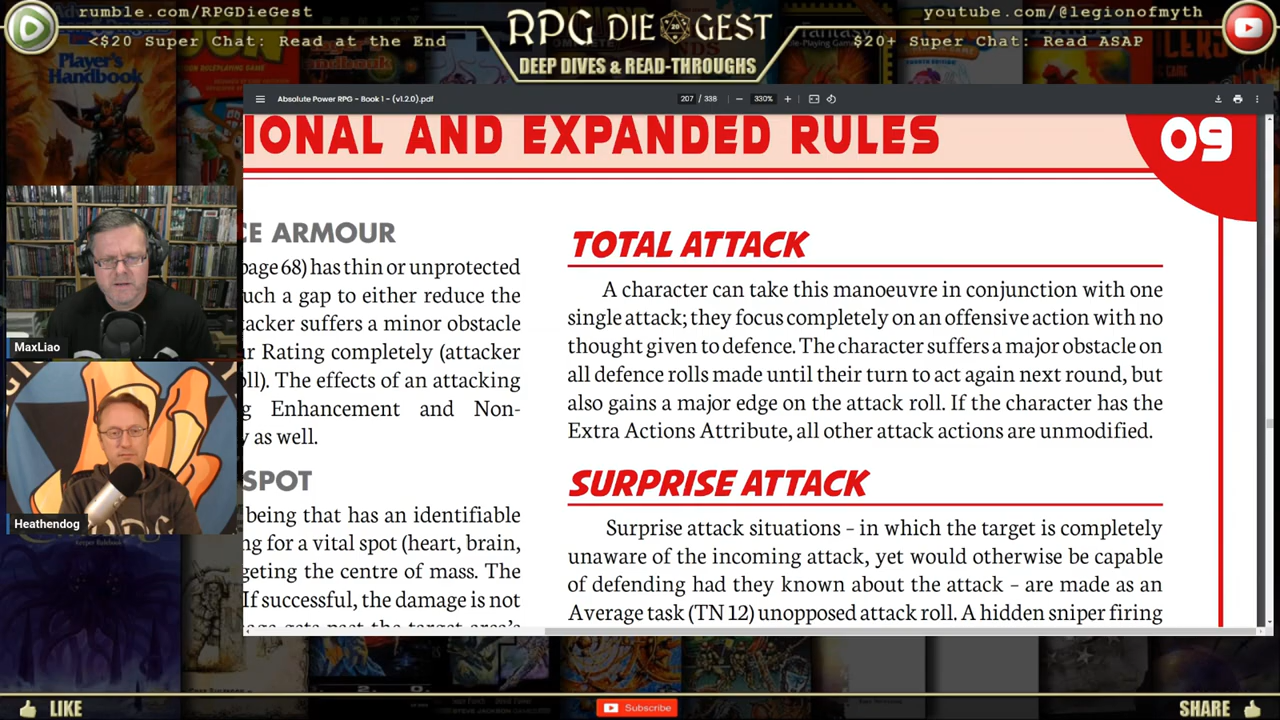 rumble.com/RPGDieGest
<$20 Super Chat: Read at the End
RPG DIE GEST
DEEP DIVES & READ-THROUGHS
youtube.com/@legionofmyth
$20+ Super Chat: Read ASAP
Player's
Handbook
Absolute Power RPG - Book 1 - (v1.2.0).pdf
207 / 338
330%
IONAL AND EXPANDED RULES
09
CE ARMOUR
page 68) has thin or unprotected
uch a gap to either reduce the
tacker suffers a minor obstacle
ur Rating completely (attacker
oll). The effects of an attacking
g Enhancement and Non-
y as well.
SPOT
being that has an identifiable
ng for a vital spot (heart, brain,
geting the centre of mass. The
If successful, the damage is not
TOTAL ATTACK
A character can take this manoeuvre in conjunction with one
single attack; they focus completely on an offensive action with no
thought given to defence. The character suffers a major obstacle on
all defence rolls made until their turn to act again next round, but
also gains a major edge on the attack roll. If the character has the
Extra Actions Attribute, all other attack actions are unmodified.
SURPRISE ATTACK
Surprise attack situations – in which the target is completely
unaware of the incoming attack, yet would otherwise be capable
of defending had they known about the attack – are made as an
Average task (TN 12) unopposed attack roll. A hidden sniper firing
MaxLiao
Heathendog
LIKE
Subscribe
SHARE